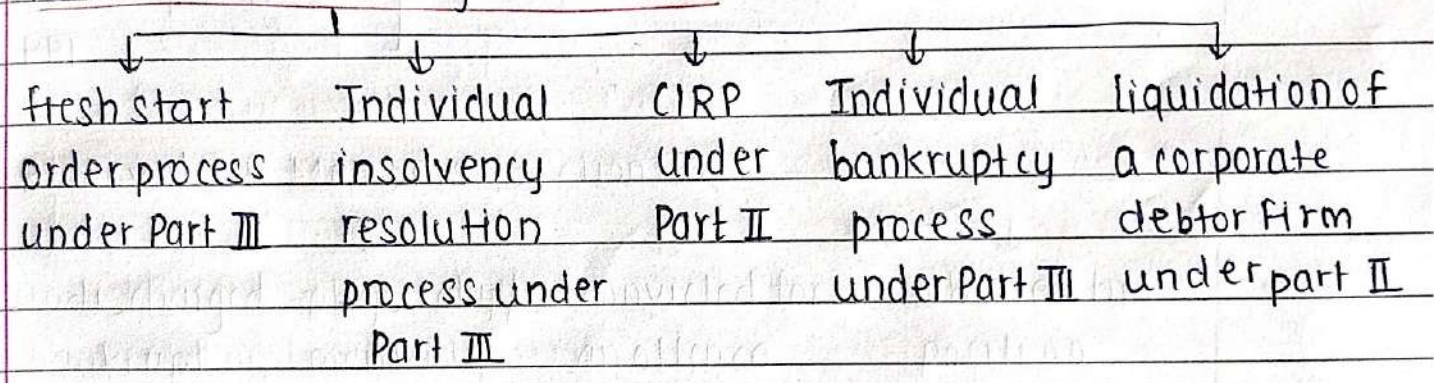 fresh start
order process
under Part III
Individual
insolvency
resolution
process under
Part III
CIRP
under
Part II
Individual
bankruptcy
process
under Part III
liquidation of
a corporate
debtor firm
under part II